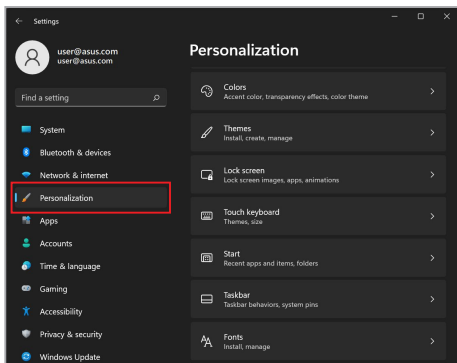 Settings
user@asus.com
user@asus.com
Find a setting
System
Bluetooth & devices
Network & internet
Personalization
Apps
Accounts
Time & language
Gaming
Accessibility
Privacy & security
Windows Update
Personalization
Colors
Accent color, transparency effects, color theme
Themes
Install, create, manage
Lock screen
Lock screen images, apps, animations
Touch keyboard
Themes, size
Start
Recent apps and items, folders
Taskbar
Taskbar behaviors, system pins
Fonts
Install, manage